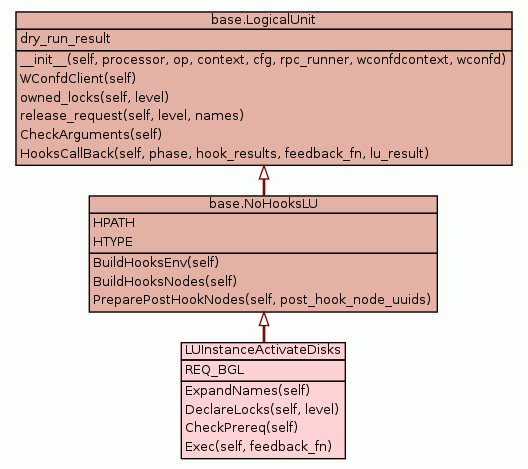 base.LogicalUnit
dry_run_result
__init__(self, processor, op, context, cfg, rpc_runner, wconfdcontext, wconfd)
WConfdClient(self)
owned_locks(self, level)
release_request(self, level, names)
CheckArguments(self)
HooksCallBack(self, phase, hook_results, feedback_fn, lu_result)
base.NoHooksLU
HPATH
HTYPE
BuildHooksEnv(self)
BuildHooksNodes(self)
PreparePostHookNodes(self, post_hook_node_uuids)
LUInstanceActivateDisks
REQ_BGL
ExpandNames(self)
DeclareLocks(self, level)
CheckPrereq(self)
Exec(self, feedback_fn)